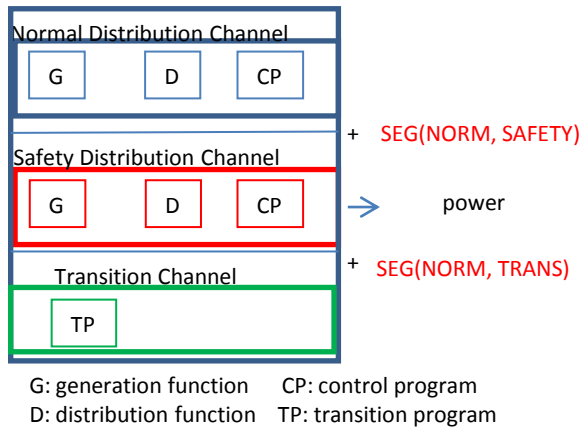 Normal Distribution Channel
G D CP
+ SEG(NORM, SAFETY)
Safety Distribution Channel
G D CP power
+ SEG(NORM, TRANS)
Transition Channel
TP
G: generation function CP: control program
D: distribution function TP: transition program